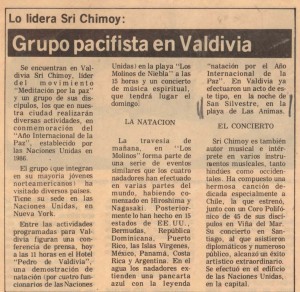 Lo lidera Sri Chimoy:
Grupo pacifista en Valdivia
Se encuentran en Valdivia
Sri Chimoy, líder
del movimiento
"Meditación por la paz"
y un grupo de sus discípulos,
los que en
nuestra ciudad realizarán
diversas actividades, en
conmemoración del
"Año Internacional de la
Paz", establecido por
las Naciones Unidas en
1986.
El grupo que integran
en su mayoría jóvenes
norteamericanos ha
visitado diversos países.
Tiene su sede en las
Naciones Unidas, en
Nueva York.
Entre las actividades
programadas para Valdivia
figuran una conferencia
de prensa, hoy
a las 11 horas en el Hotel
"Pedro de Valdivia",
una demostración de natación
por cuatro funcionarios
de las Naciones
Unidas) en la playa "Los
Molinos de Niebla" a las
12 horas y un concierto
de música espiritual,
que tendrá lugar el
domingo.
LA NATACION
La travesía de
mañana, en "Los
Molinos" forma parte
de una serie de eventos
similares que los cuatro
nadadores han efectuando
en varias partes del
mundo, habiendo comenzado
en Hiroshima y
Nagasaki. Posteriormente
lo han hecho en 15
estados de EE.UU.,
Bermudas, República
Dominicana, Puerto
Rico, las Islas Vírgenes,
México, Panamá, Costa
Rica y Argentina. En el
agua los nadadores extienden
una pancarta
azul con la leyenda
"natación por el Año Internacional
de la Paz".
En Valdivia ya
efectuaron un acto de este
tipo, en la noche de
San Silvestre, en la
playa de Las Animas.
EL CONCIERTO
Sri Chimoy es también
músico e interpreta
en varios instrumentos
musicales, tanto
orientales como occidentales.
Ha compuesto una
hermosa canción dedicada
especialmente a
Chile, la que estrenó,
junto con un Coro Polifónico
de 45 de sus discípulos
en Viña del Mar.
Su concierto en
Santiago, al que asistieron
diplomáticos y numeroso
público, alcanzó
un éxito artístico
extraordinario.
Se efectuó en el edificio
de las Naciones Unidas,
en la capital.